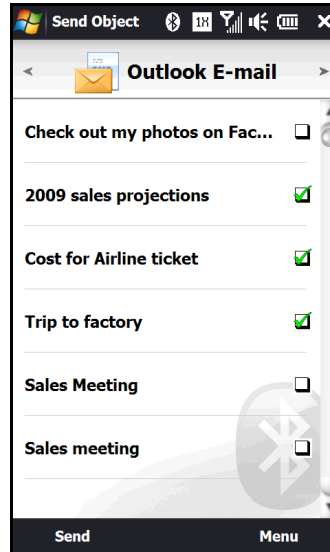 Send Object
1X
Outlook E-mail
Check out my photos on Fac...
2009 sales projections
Cost for Airline ticket
Trip to factory
Sales Meeting
Sales meeting
Send Menu